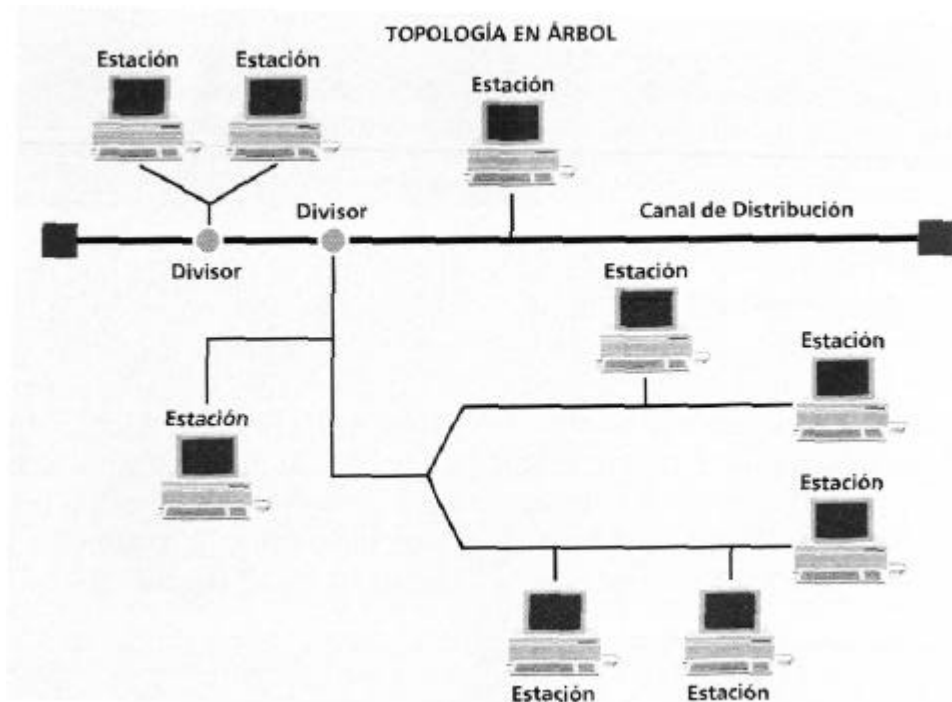 TOPOLOGÍA EN ÁRBOL
Estación
Estación
Estación
Divisor
Canal de Distribución
Divisor
Estación
Estación
Estación
Estación
Estación
Estación